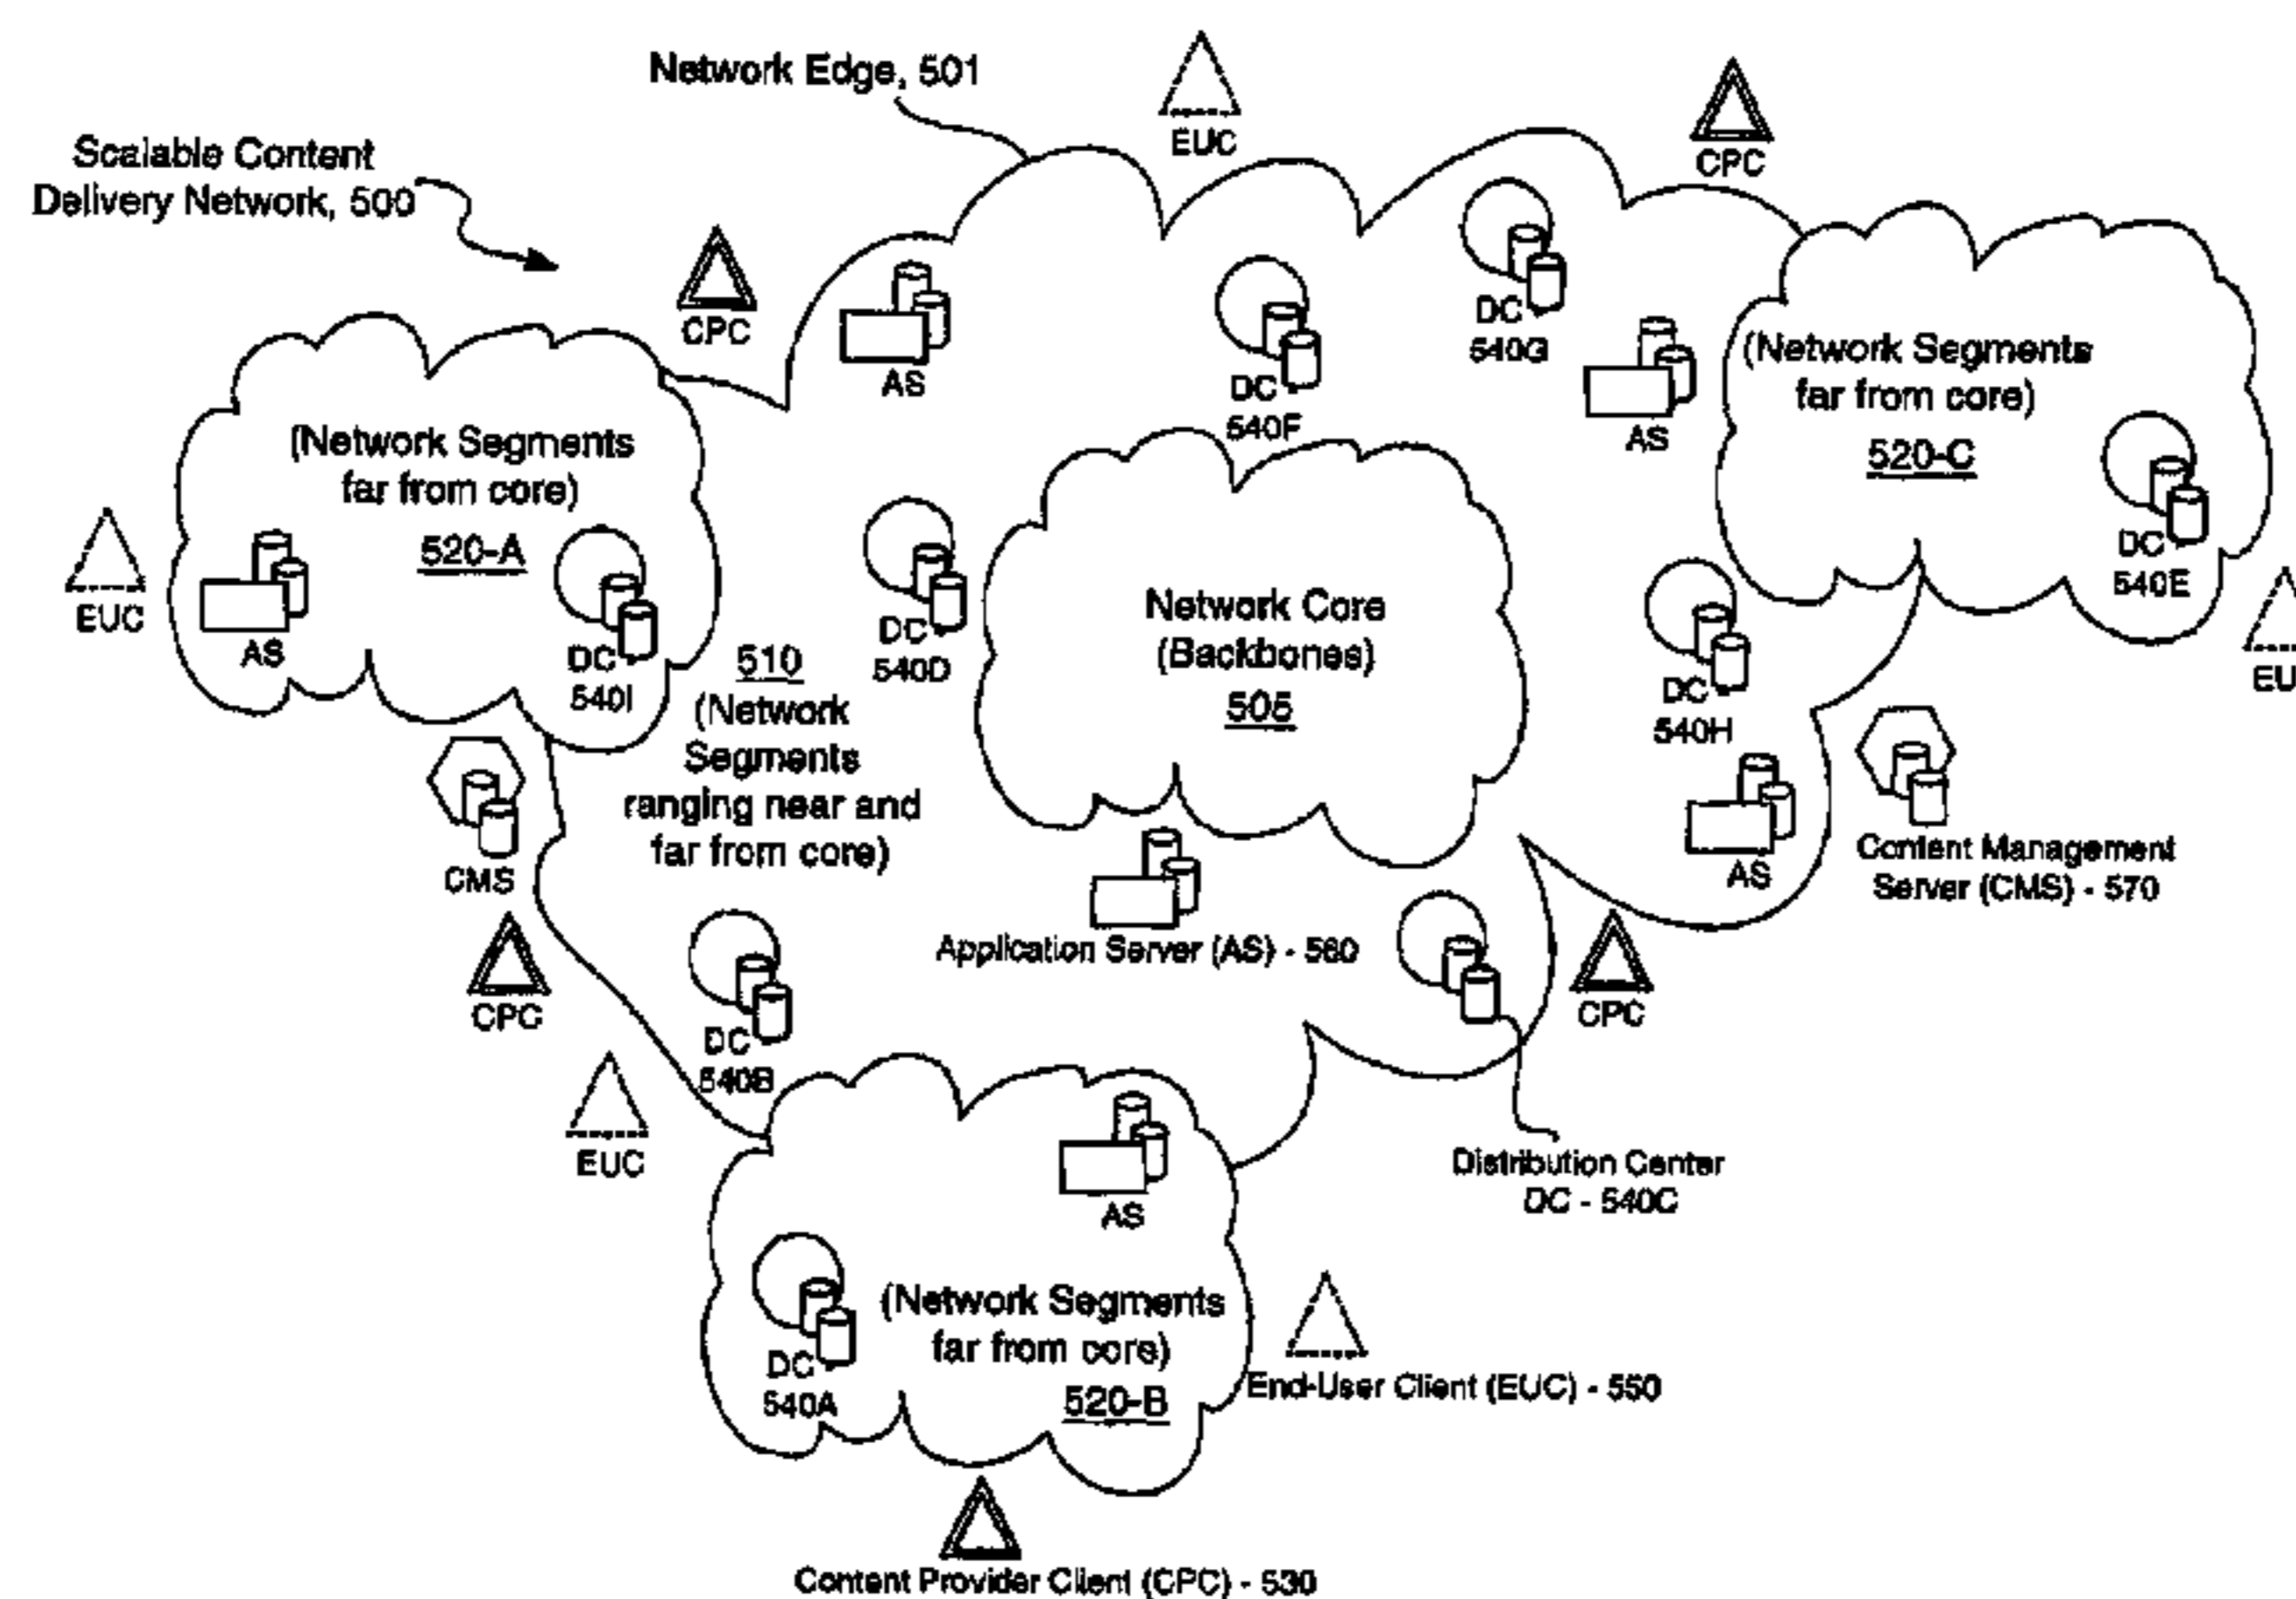 Network Edge, 501
EUC
CPC
Scalable Content
Delivery Network, 500
CPC
AS
DC
540F
DC
540G
AS
(Network Segments
far from core)
520-C
DC
540E
EU
(Network Segments
far from core)
520-A
EUC
AS
DC
540I
DC
540D
Network Core
(Backbones)
505
DC
540H
510
(Network
Segments
ranging near and
far from core)
CMS
CPC
AS
Content Management
Server (CMS) - 570
Application Server (AS) - 560
CPC
DC
540B
EUC
AS
Distribution Center
DC - 540C
DC
540A
(Network Segments
far from core)
520-B
End-User Client (EUC) - 550
Content Provider Client (CPC) - 530